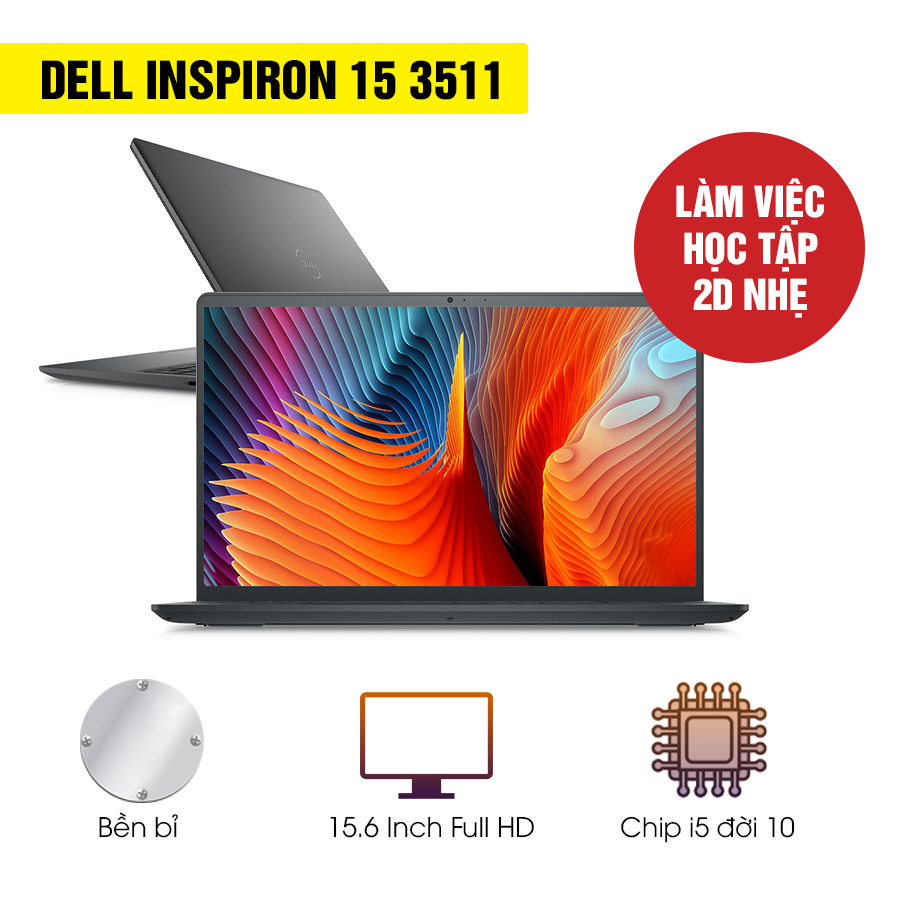 DELL INSPIRON 15 3511
LÀM VIỆC
HỌC TẬP
2D NHẸ
Bền bỉ
15.6 Inch Full HD
Chip i5 đời 10